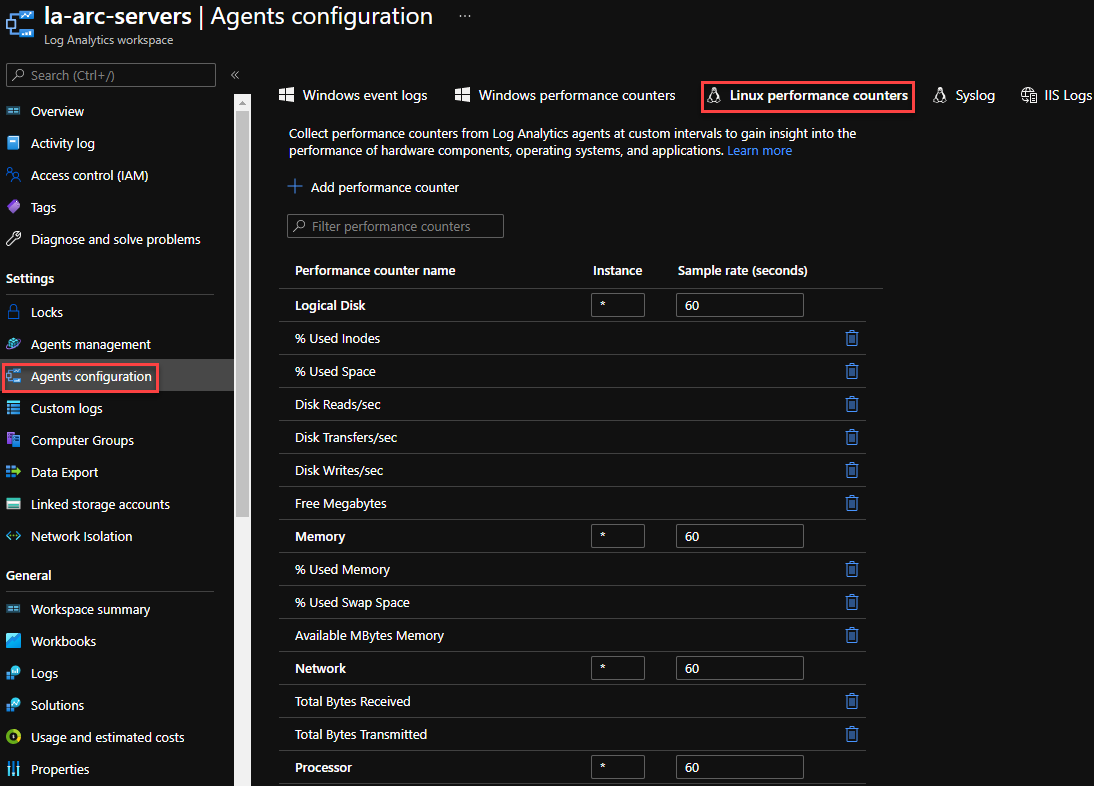 la-arc-servers | Agents configuration ...
Log Analytics workspace
Search (Ctrl+/)
«
Overview
Activity log
Access control (IAM)
Tags
Diagnose and solve problems
Settings
Locks
Agents management
Agents configuration
Custom logs
Computer Groups
Data Export
Linked storage accounts
Network Isolation
General
Workspace summary
Workbooks
Logs
Solutions
Usage and estimated costs
Properties
Windows event logs
Windows performance counters
Linux performance counters
Syslog
IIS Logs
Collect performance counters from Log Analytics agents at custom intervals to gain insight into the
performance of hardware components, operating systems, and applications. Learn more
Add performance counter
Filter performance counters
Performance counter name Instance Sample rate (seconds)
Logical Disk * 60
% Used Inodes
% Used Space
Disk Reads/sec
Disk Transfers/sec
Disk Writes/sec
Free Megabytes
Memory * 60
% Used Memory
% Used Swap Space
Available MBytes Memory
Network * 60
Total Bytes Received
Total Bytes Transmitted
Processor * 60